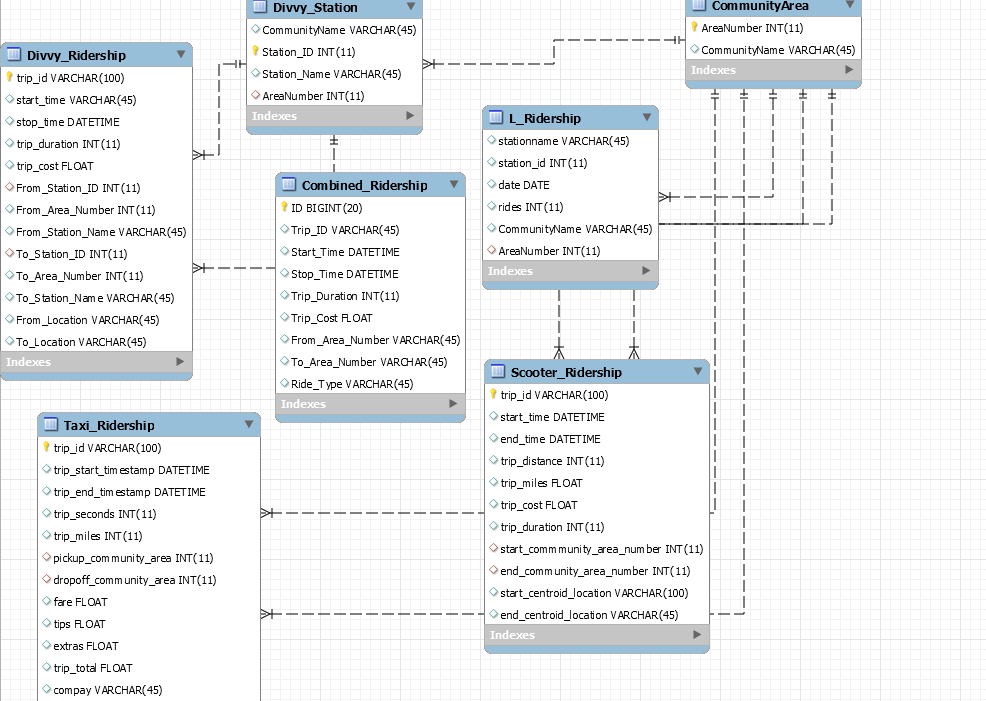 Divvy_Station
CommunityName VARCHAR(45)
Station_ID INT(11)
Station_Name VARCHAR(45)
AreaNumber INT(11)
Indexes
CommunityArea
AreaNumber INT(11)
CommunityName VARCHAR(45)
Indexes
Divvy_Ridership
trip_id VARCHAR(100)
start_time VARCHAR(45)
stop_time DATETIME
trip_duration INT(11)
trip_cost FLOAT
From_Station_ID INT(11)
From_Area_Number INT(11)
From_Station_Name VARCHAR(45)
To_Station_ID INT(11)
To_Area_Number INT(11)
To_Station_Name VARCHAR(45)
From_Location VARCHAR(45)
To_Location VARCHAR(45)
Indexes
L_Ridership
stationname VARCHAR(45)
station_id INT(11)
date DATE
rides INT(11)
CommunityName VARCHAR(45)
AreaNumber INT(11)
Indexes
Combined_Ridership
ID BIGINT(20)
Trip_ID VARCHAR(45)
Start_Time DATETIME
Stop_Time DATETIME
Trip_Duration INT(11)
Trip_Cost FLOAT
From_Area_Number VARCHAR(45)
To_Area_Number VARCHAR(45)
Ride_Type VARCHAR(45)
Indexes
Scooter_Ridership
trip_id VARCHAR(100)
start_time DATETIME
end_time DATETIME
trip_distance INT(11)
trip_miles FLOAT
trip_cost FLOAT
trip_duration INT(11)
start_commmunity_area_number INT(11)
end_community_area_number INT(11)
start_centroid_location VARCHAR(100)
end_centroid_location VARCHAR(45)
Indexes
Taxi_Ridership
trip_id VARCHAR(100)
trip_start_timestamp DATETIME
trip_end_timestamp DATETIME
trip_seconds INT(11)
trip_miles INT(11)
pickup_community_area INT(11)
dropoff_community_area INT(11)
fare FLOAT
tips FLOAT
extras FLOAT
trip_total FLOAT
compay VARCHAR(45)